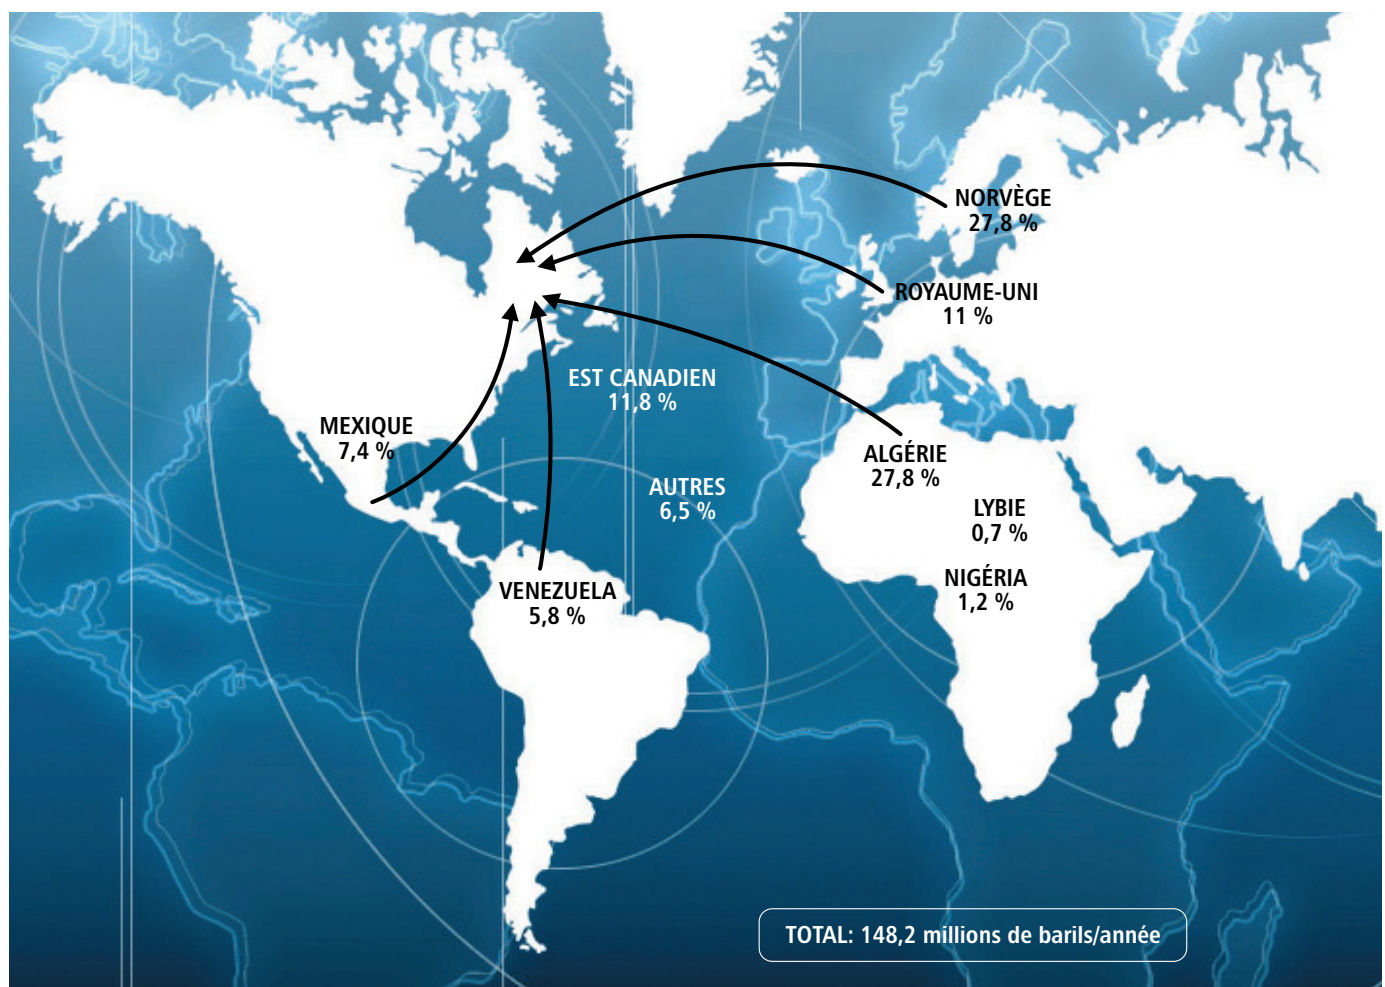 NORVÈGE
27,8 %
ROYAUME-UNI
11 %
EST CANADIEN
11,8 %
MEXIQUE
7,4 %
ALGÉRIE
27,8 %
AUTRES
6,5 %
LYBIE
0,7 %
VENEZUELA
5,8 %
NIGÉRIA
1,2 %
TOTAL: 148,2 millions de barils/année